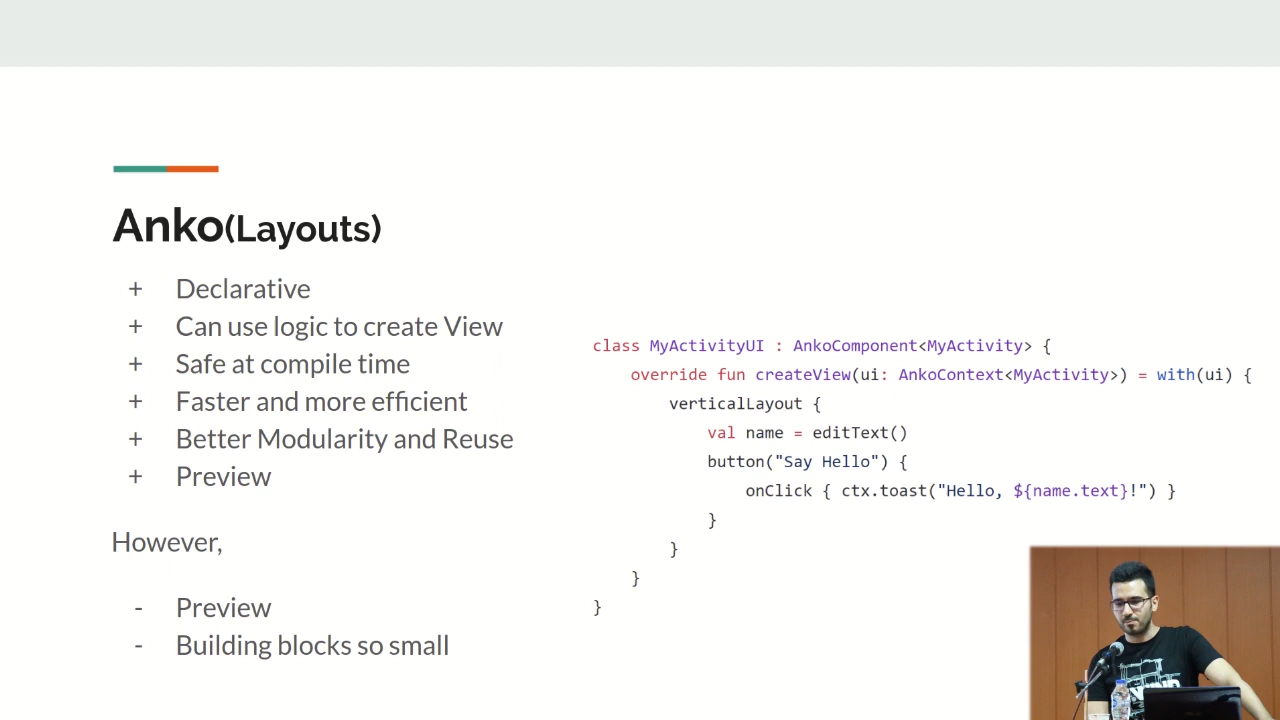 Anko(Layouts)
+ Declarative
+ Can use logic to create View
+ Safe at compile time
+ Faster and more efficient
+ Better Modularity and Reuse
+ Preview
However,
- Preview
- Building blocks so small
class MyActivityUI : AnkoComponent<MyActivity> {
override fun createView(ui: AnkoContext<MyActivity>) = with(ui) {
verticalLayout {
val name = editText()
button("Say Hello") {
onClick { ctx.toast("Hello, ${name.text}!") }
}
}
}
}